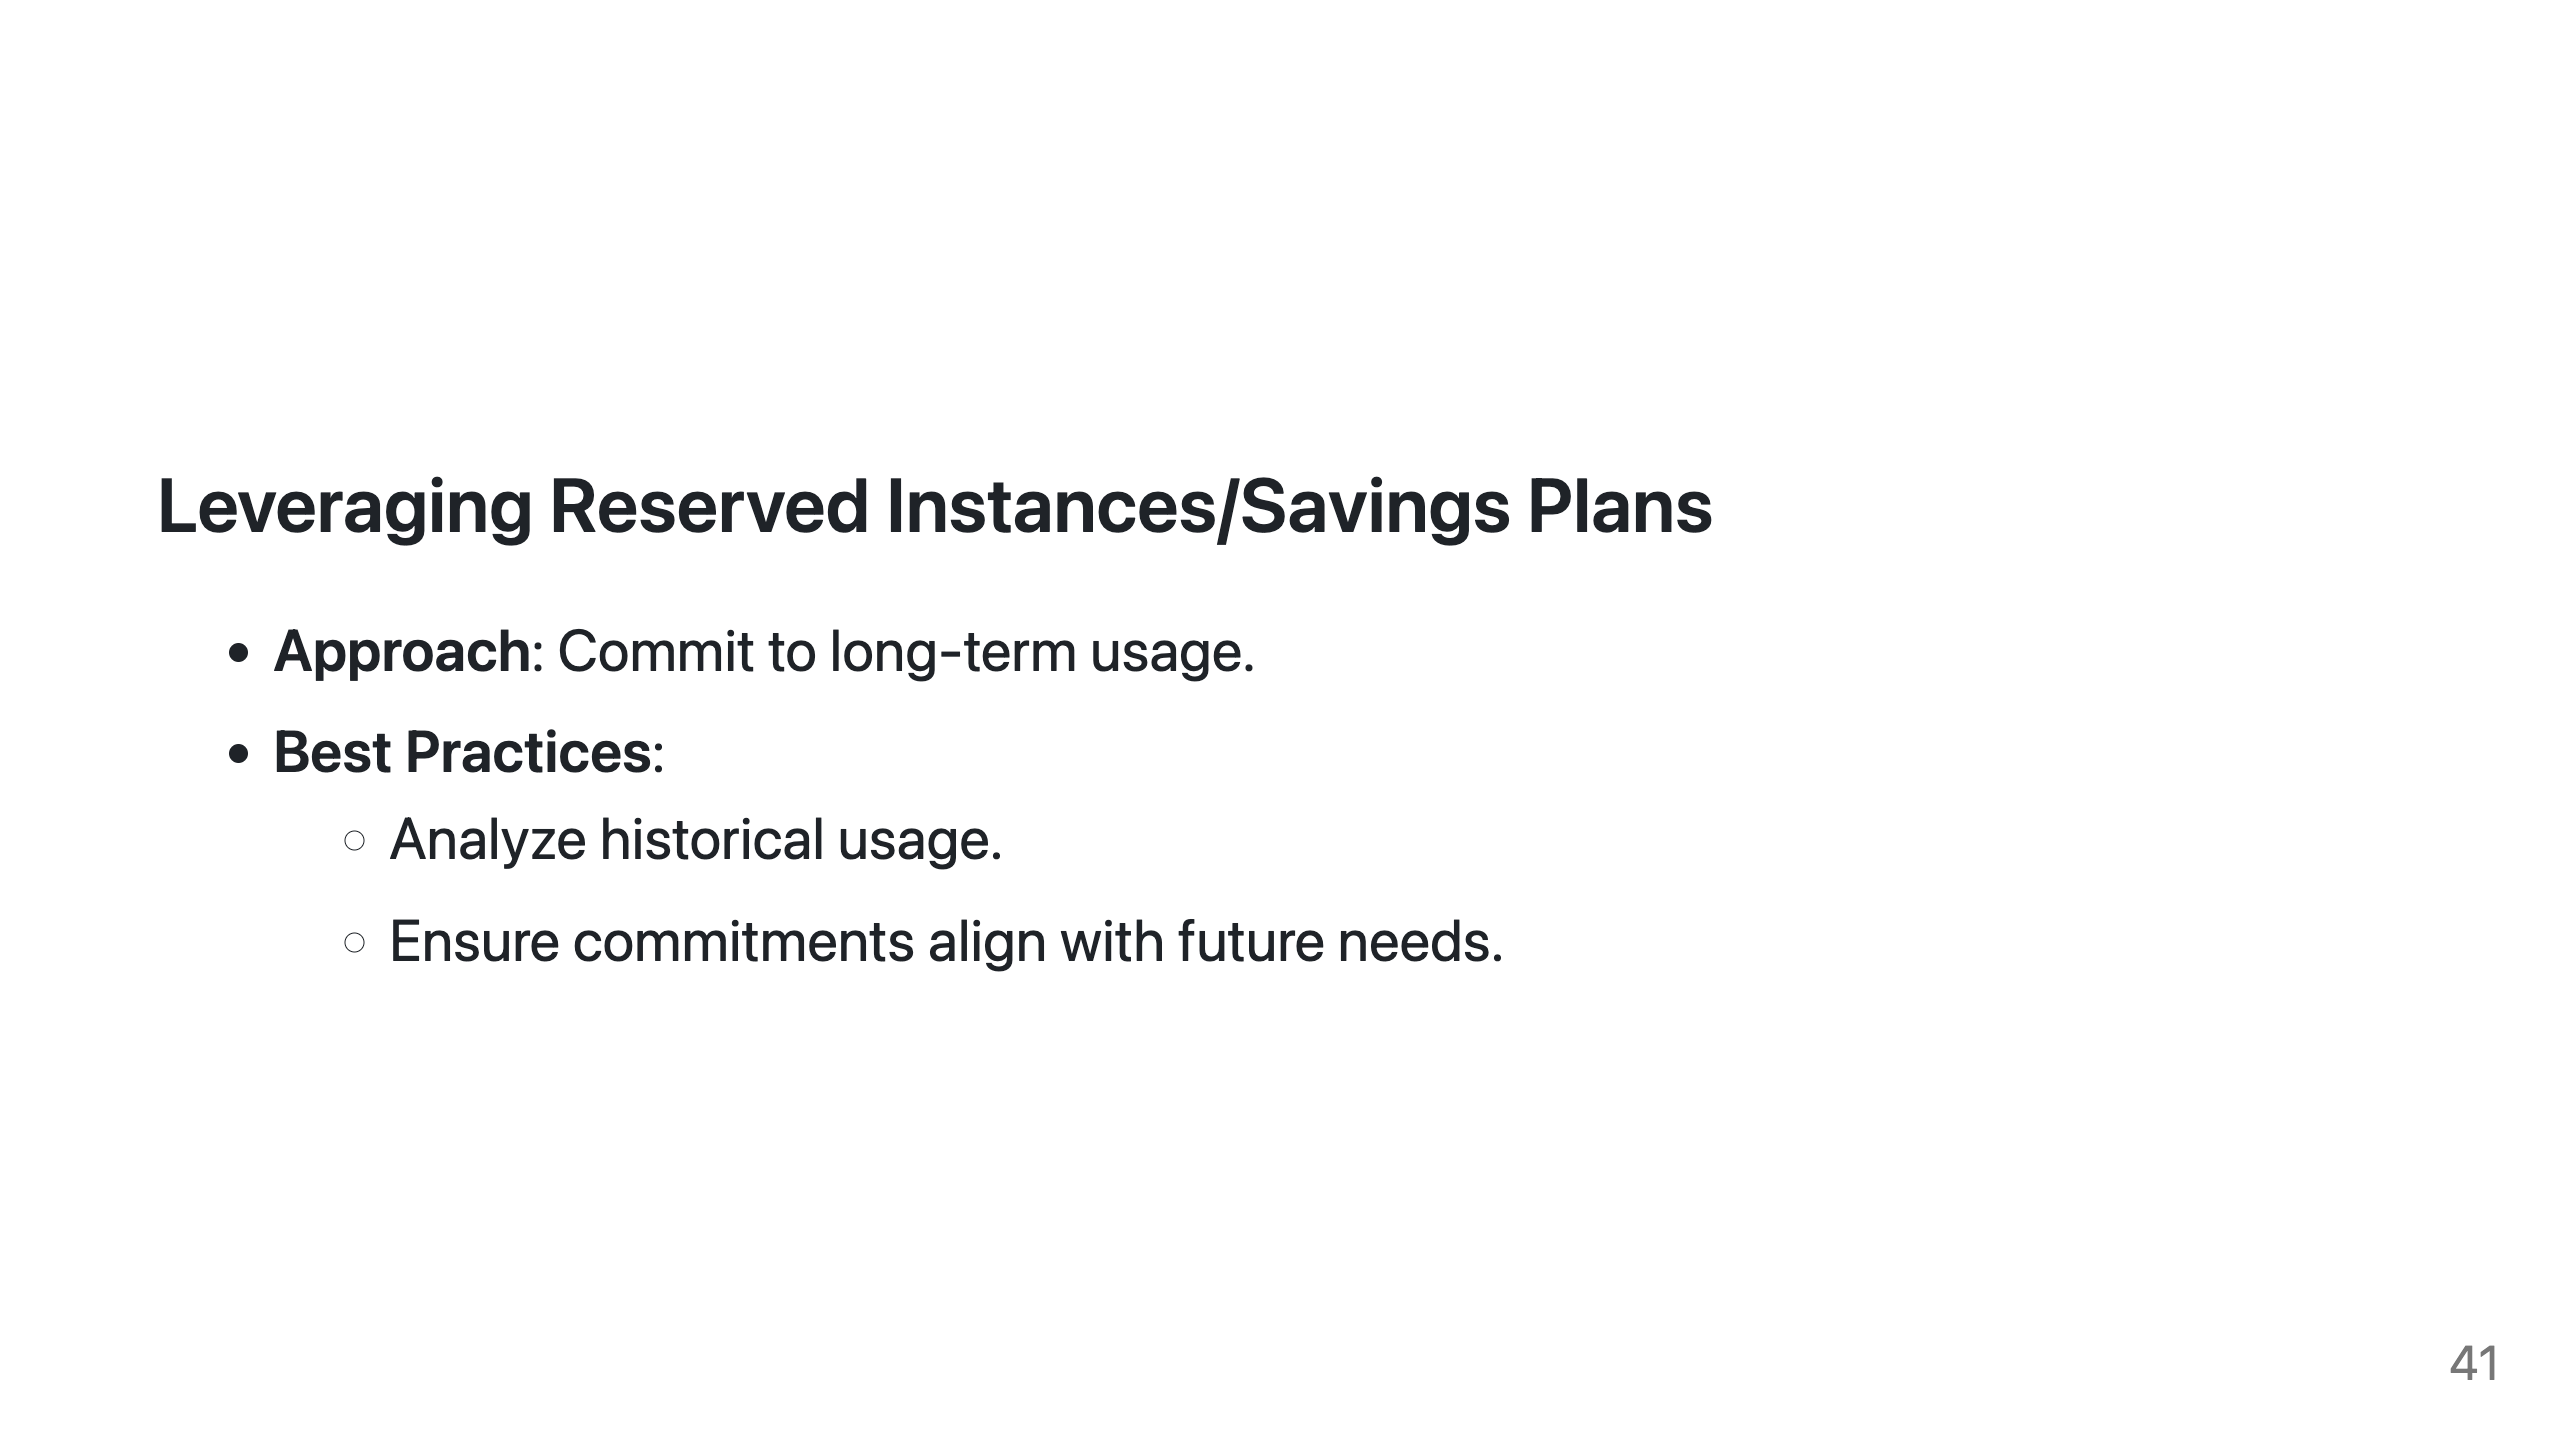 Leveraging Reserved Instances/Savings Plans
• Approach: Commit to long-term usage.
• Best Practices:
○ Analyze historical usage.
○ Ensure commitments align with future needs.
41